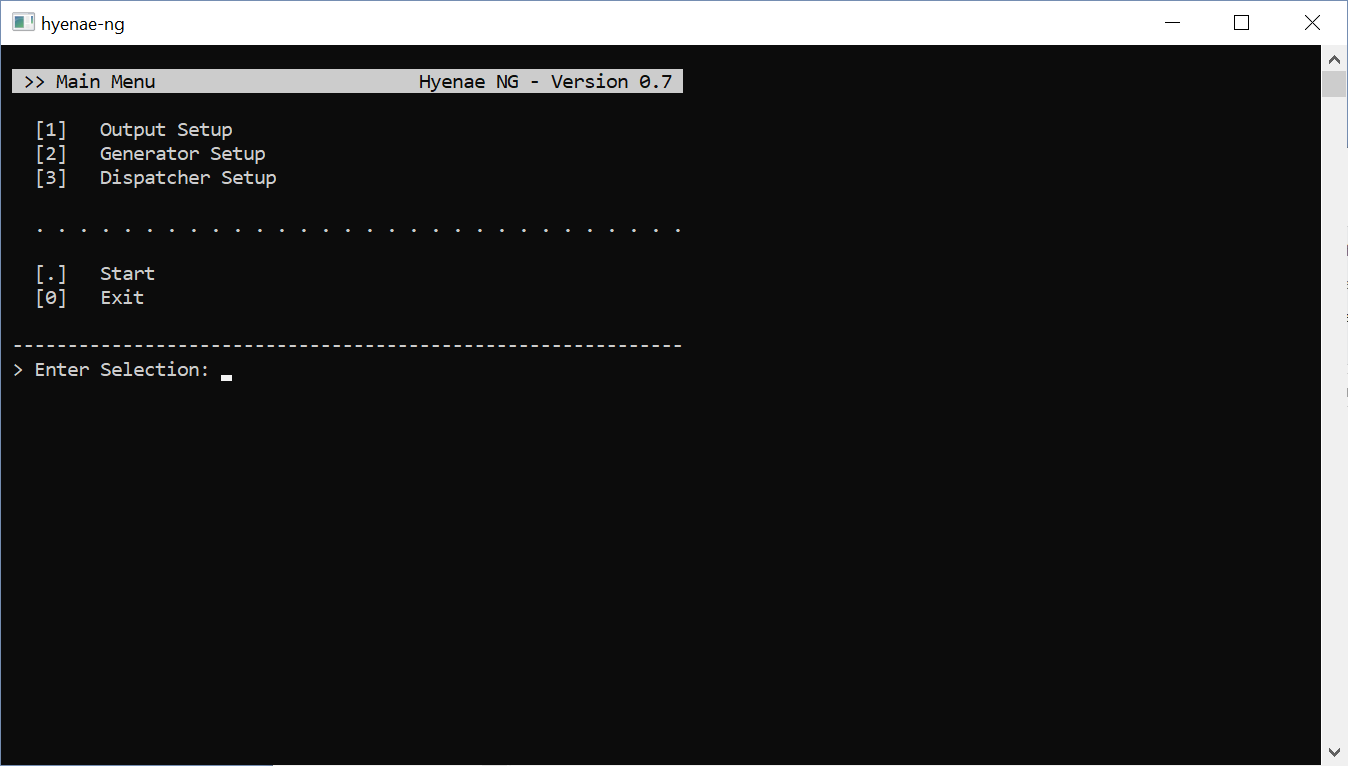 hyenae-ng
>> Main Menu Hyenae NG - Version 0.7
[1] Output Setup
[2] Generator Setup
[3] Dispatcher Setup
. . . . . . . . . . . . . . . . . . . . . . . . . . . . . .
[.] Start
[0] Exit
-------------------------------------------------------------
> Enter Selection: